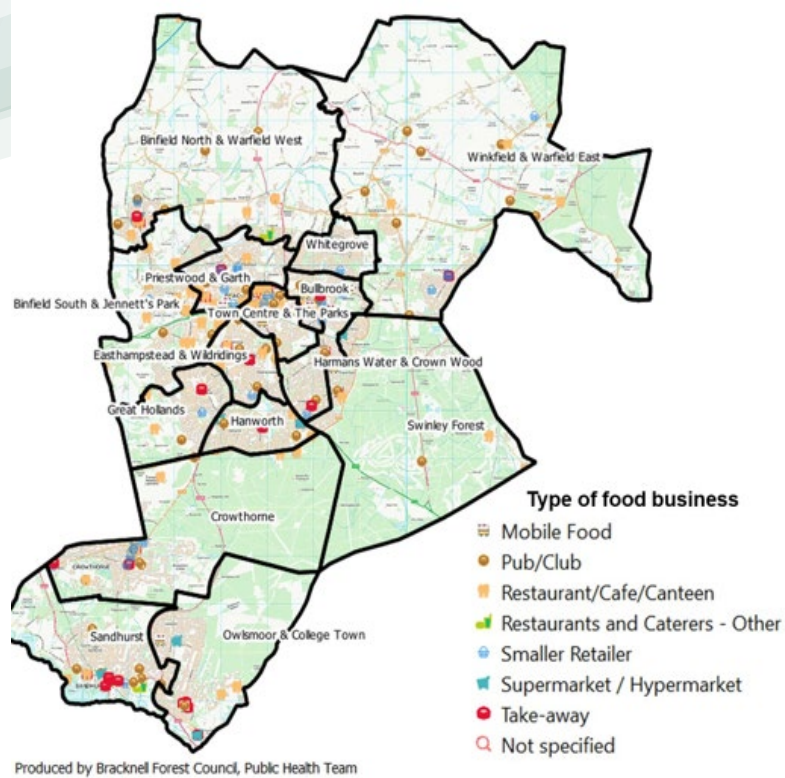 Binfield North & Warfield West
Winkfield & Warfield East
Whitegrove
Priestwood & Garth
Bullbrook
Binfield South & Jennett's Park
Town Centre & The Parks
Easthampstead & Wildridings
Harmans Water & Crown Wood
Great Hollands
Hanworth
Swinley Forest
Crowthorne
CROWTHORNE
Sandhurst
Owlsmoor & College Town
Type of food business
Mobile Food
Pub/Club
Restaurant/Cafe/Canteen
Restaurants and Caterers - Other
Smaller Retailer
Supermarket / Hypermarket
Take-away
Not specified
Produced by Bracknell Forest Council, Public Health Team